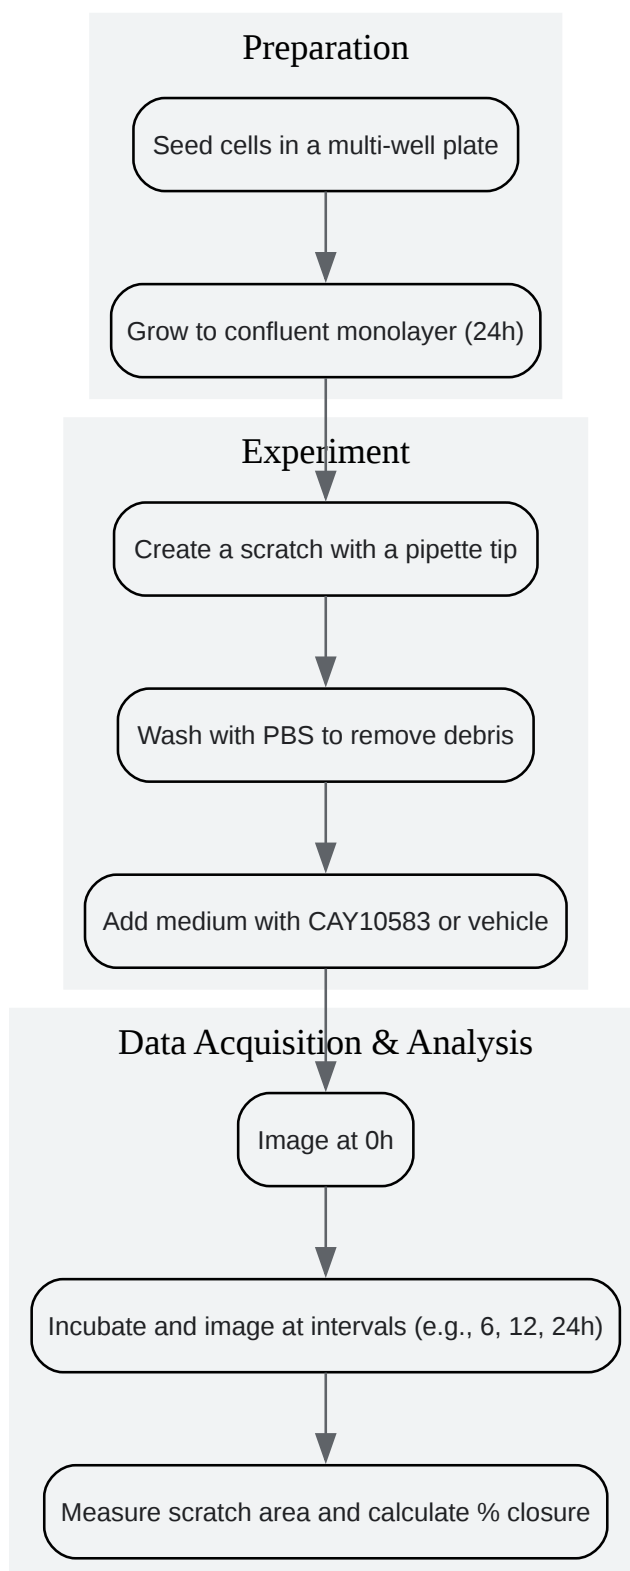 Preparation
Seed cells in a multi-well plate
Grow to confluent monolayer (24h)
Experiment
Create a scratch with a pipette tip
Wash with PBS to remove debris
Add medium with CAY10583 or vehicle
Data Acquisition & Analysis
Image at 0h
Incubate and image at intervals (e.g., 6, 12, 24h)
Measure scratch area and calculate % closure